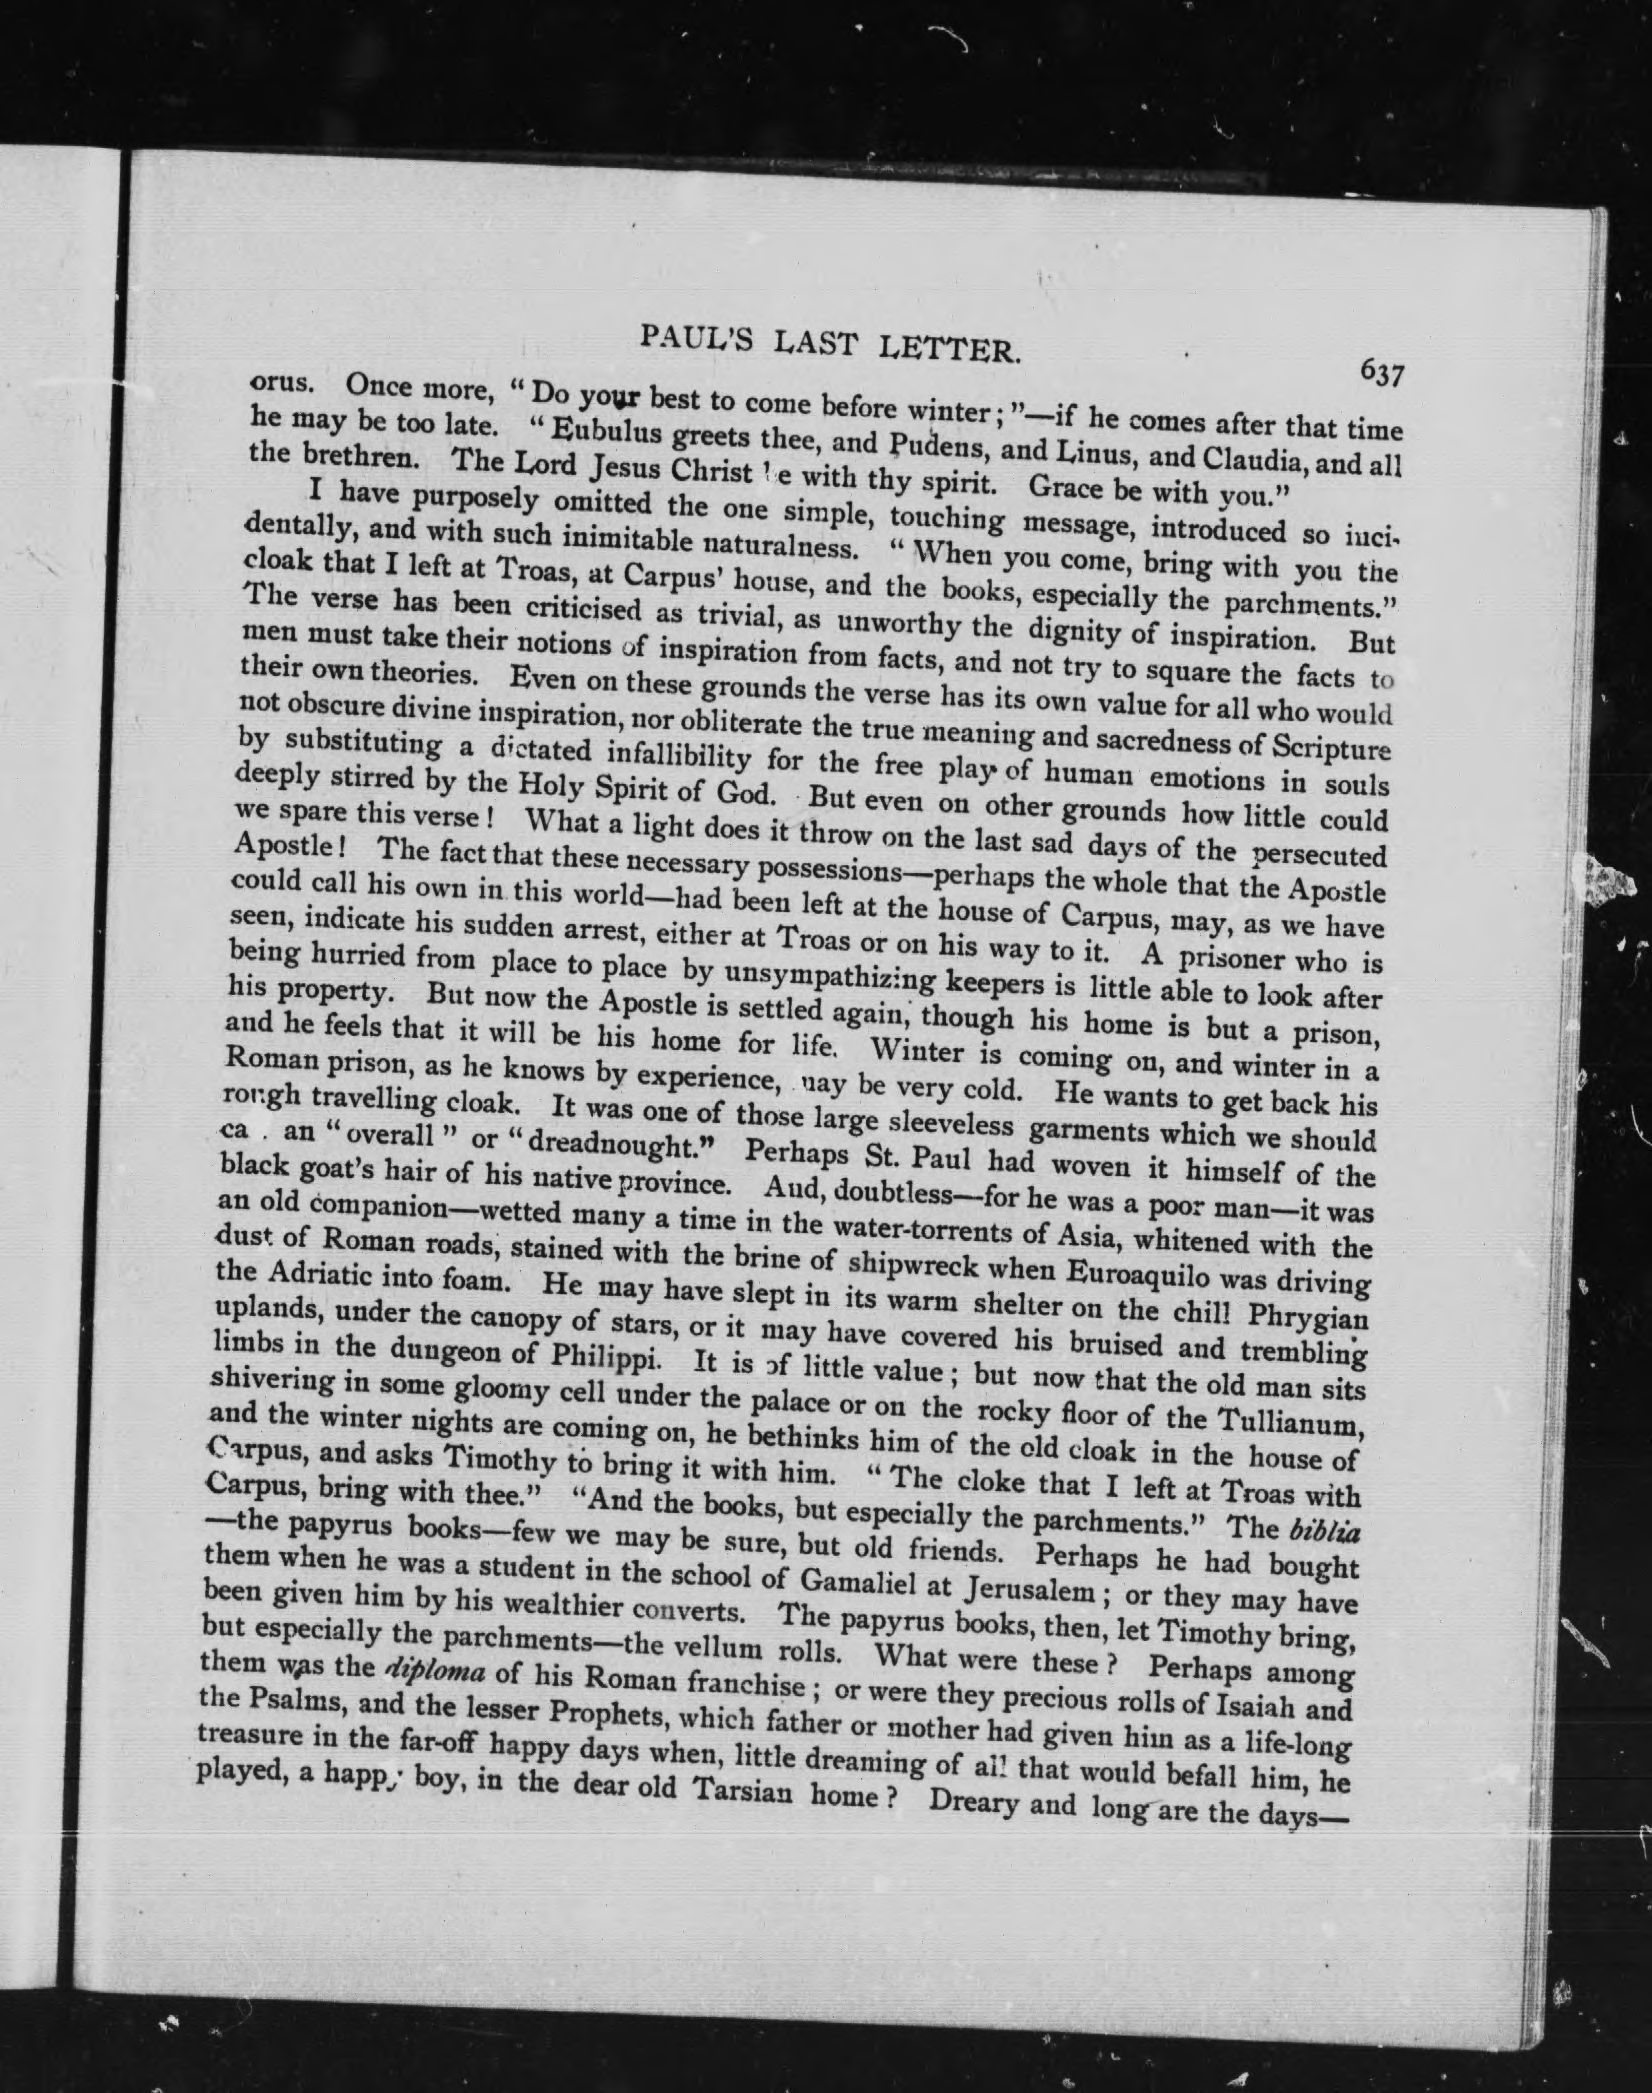 PAUL'S LAST LETTER.
637
orus. Once more, “Do your best to come before winter;”—if he comes after that time
he may be too late. “Eubulus greets thee, and Pudens, and Linus, and Claudia, and all
the brethren. The Lord Jesus Christ be with thy spirit. Grace be with you.”
I have purposely omitted the one simple, touching message, introduced so inci-
dentally, and with such inimitable naturalness. “When you come, bring with you the
cloak that I left at Troas, at Carpus' house, and the books, especially the parchments.”
The verse has been criticised as trivial, as unworthy the dignity of inspiration. But
men must take their notions of inspiration from facts, and not try to square the facts to
their own theories. Even on these grounds the verse has its own value for all who would
not obscure divine inspiration, nor obliterate the true meaning and sacredness of Scripture
by substituting a dictated infallibility for the free play of human emotions in souls
deeply stirred by the Holy Spirit of God. But even on other grounds how little could
we spare this verse! What a light does it throw on the last sad days of the persecuted
Apostle! The fact that these necessary possessions—perhaps the whole that the Apostle
could call his own in this world—had been left at the house of Carpus, may, as we have
seen, indicate his sudden arrest, either at Troas or on his way to it. A prisoner who is
being hurried from place to place by unsympathizing keepers is little able to look after
his property. But now the Apostle is settled again, though his home is but a prison,
and he feels that it will be his home for life. Winter is coming on, and winter in a
Roman prison, as he knows by experience, may be very cold. He wants to get back his
rough travelling cloak. It was one of those large sleeveless garments which we should
ca . an “overall” or “dreadnought.” Perhaps St. Paul had woven it himself of the
black goat's hair of his native province. Aud, doubtless—for he was a poor man—it was
an old companion—wetted many a time in the water-torrents of Asia, whitened with the
dust of Roman roads, stained with the brine of shipwreck when Euroaquilo was driving
the Adriatic into foam. He may have slept in its warm shelter on the chill Phrygian
uplands, under the canopy of stars, or it may have covered his bruised and trembling
limbs in the dungeon of Philippi. It is of little value; but now that the old man sits
shivering in some gloomy cell under the palace or on the rocky floor of the Tullianum,
and the winter nights are coming on, he bethinks him of the old cloak in the house of
Carpus, and asks Timothy to bring it with him. “The cloke that I left at Troas with
Carpus, bring with thee.” “And the books, but especially the parchments.” The biblia
—the papyrus books—few we may be sure, but old friends. Perhaps he had bought
them when he was a student in the school of Gamaliel at Jerusalem; or they may have
been given him by his wealthier converts. The papyrus books, then, let Timothy bring,
but especially the parchments—the vellum rolls. What were these? Perhaps among
them was the diploma of his Roman franchise; or were they precious rolls of Isaiah and
the Psalms, and the lesser Prophets, which father or mother had given him as a life-long
treasure in the far-off happy days when, little dreaming of all that would befall him, he
played, a happy boy, in the dear old Tarsian home? Dreary and long are the days—